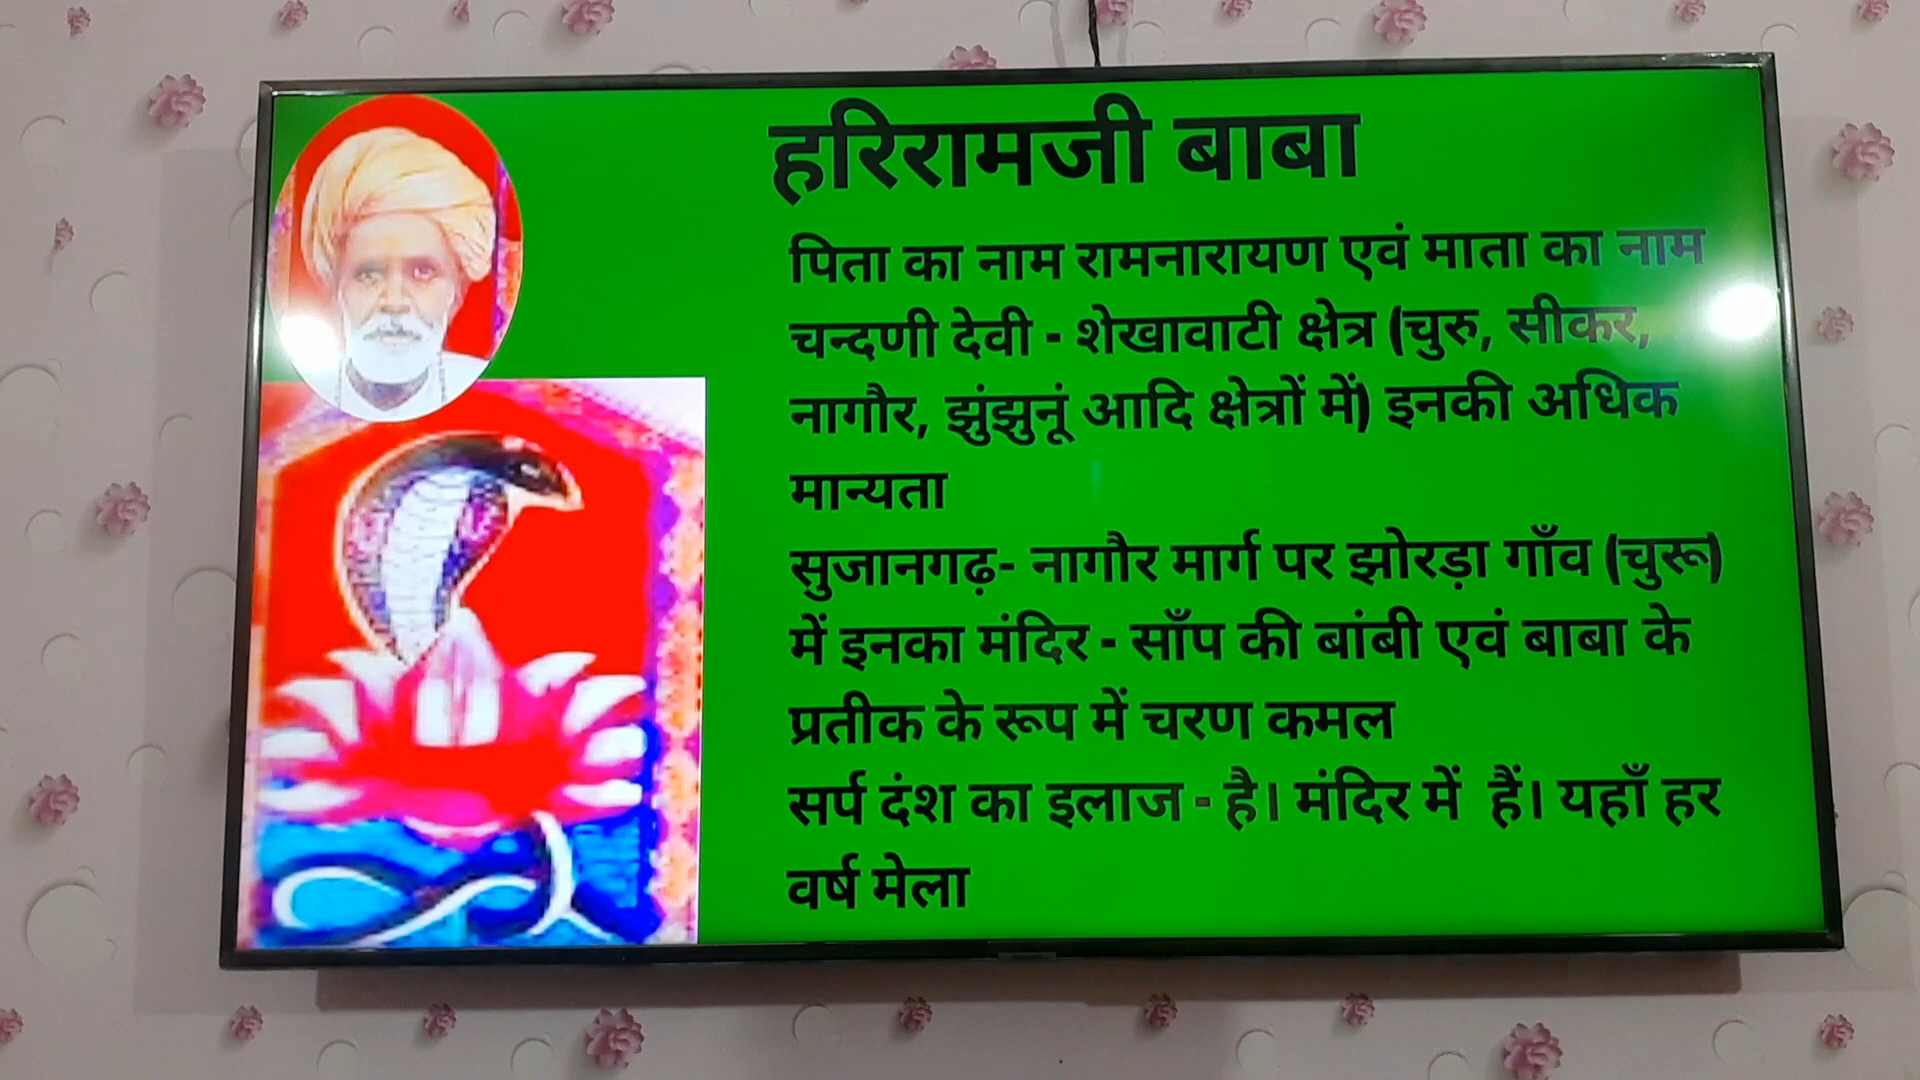 हरिरामजी बाबा
पिता का नाम रामनारायण एवं माता का नाम
चन्दणी देवी - शेखावाटी क्षेत्र (चुरु, सीकर,
नागौर, झुंझुनूं आदि क्षेत्रों में) इनकी अधिक
मान्यता
सुजानगढ़- नागौर मार्ग पर झोरड़ा गाँव (चुरू)
में इनका मंदिर - साँप की बांबी एवं बाबा के
प्रतीक के रूप में चरण कमल
सर्प दंश का इलाज - है। मंदिर में हैं। यहाँ हर
वर्ष मेला